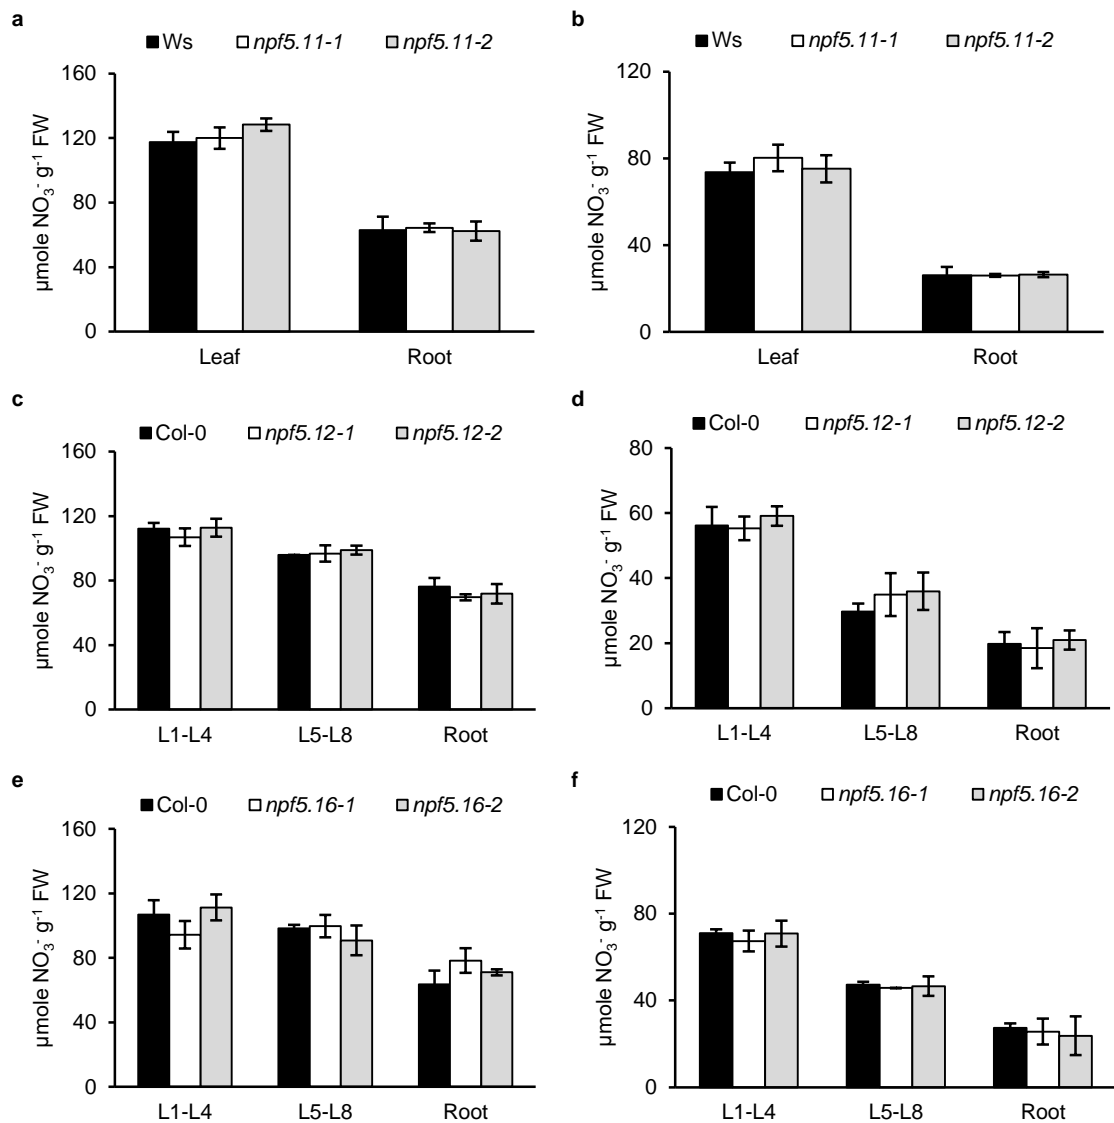 a
Ws npf5.11-1 npf5.11-2
µmole NO₃⁻ g⁻¹ FW
160
120
80
40
0
Leaf Root
b
Ws npf5.11-1 npf5.11-2
µmole NO₃⁻ g⁻¹ FW
120
80
40
0
Leaf Root
c
Col-0 npf5.12-1 npf5.12-2
µmole NO₃⁻ g⁻¹ FW
160
120
80
40
0
L1-L4 L5-L8 Root
d
Col-0 npf5.12-1 npf5.12-2
µmole NO₃⁻ g⁻¹ FW
80
60
40
20
0
L1-L4 L5-L8 Root
e
Col-0 npf5.16-1 npf5.16-2
µmole NO₃⁻ g⁻¹ FW
160
120
80
40
0
L1-L4 L5-L8 Root
f
Col-0 npf5.16-1 npf5.16-2
µmole NO₃⁻ g⁻¹ FW
120
80
40
0
L1-L4 L5-L8 Root